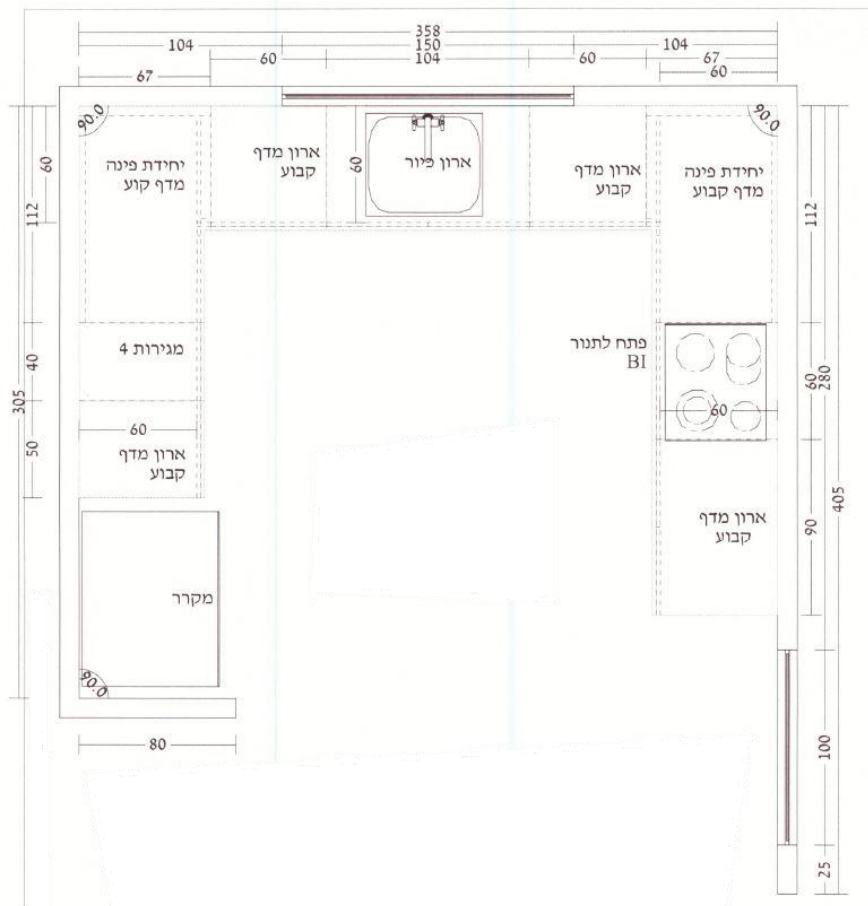 358
104 150 104
60 104 60 67
67 60
90.0 90.0
יחידת פינה
מדף קוע
ארון מדף
קבוע
ארון כיור
ארון מדף
קבוע
יחידת פינה
מדף קבוע
60
60
112
112
מגירות 4
פתח לתנור
BI
40
305
60
280
60
60
50
ארון מדף
קבוע
405
90
ארון מדף
קבוע
מקרר
90.0
80
100
25